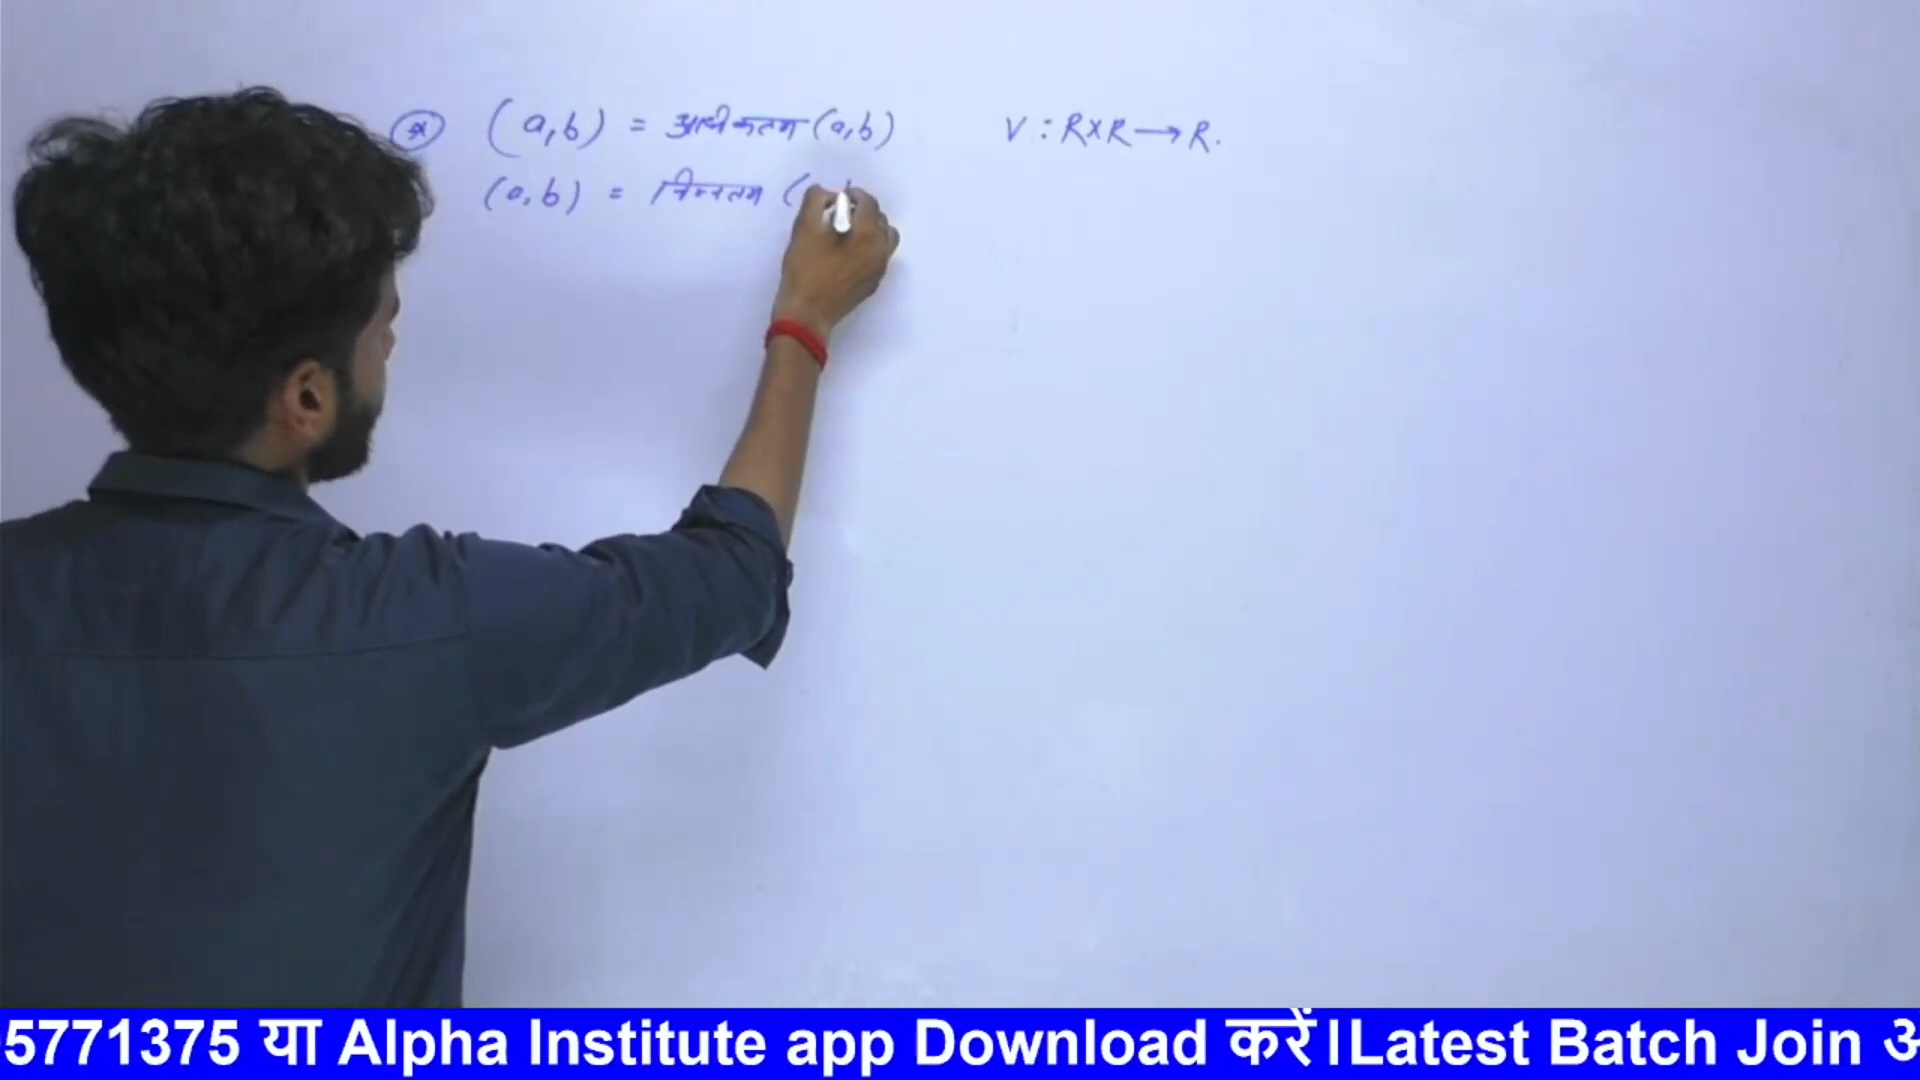 (a,b) = अधिकतम (a,b) V : R×R → R.
(a,b) = निम्नतम (
5771375 या Alpha Institute app Download करें।Latest Batch Join अ